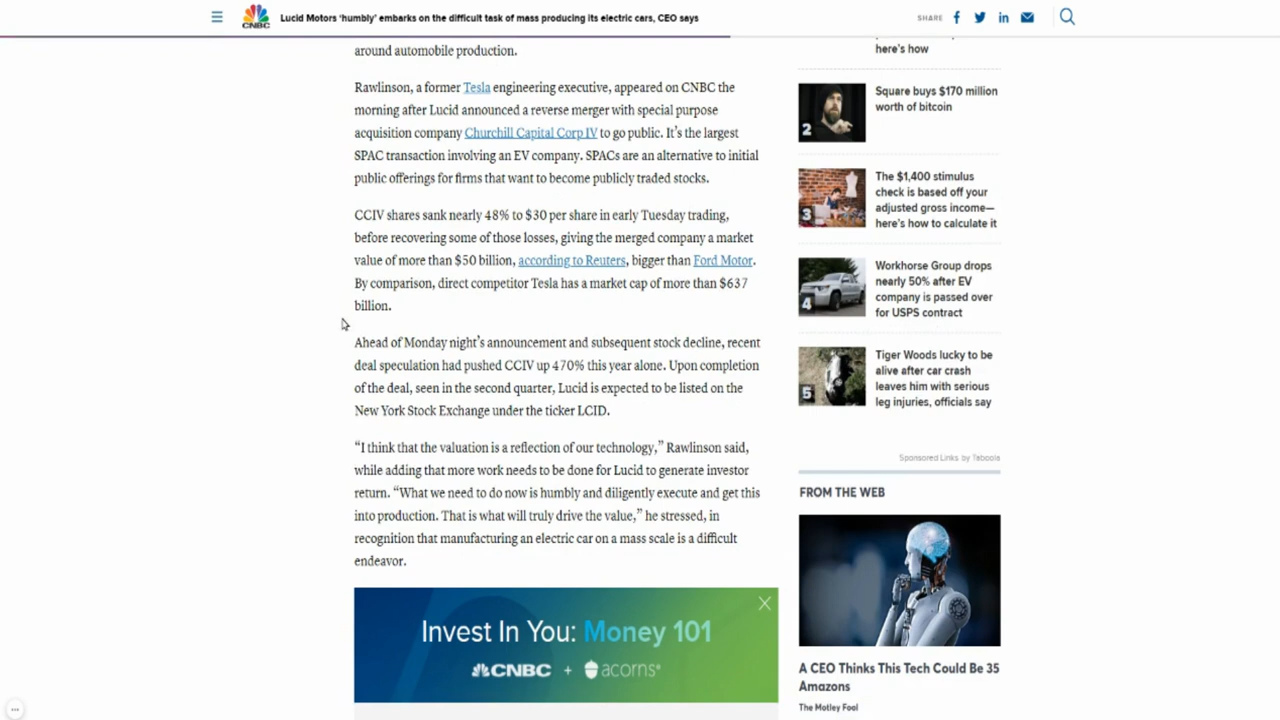 CNBC
Lucid Motors ‘humbly’ embarks on the difficult task of mass producing its electric cars, CEO says
SHARE
around automobile production.
Rawlinson, a former Tesla engineering executive, appeared on CNBC the
morning after Lucid announced a reverse merger with special purpose
acquisition company Churchill Capital Corp IV to go public. It’s the largest
SPAC transaction involving an EV company. SPACs are an alternative to initial
public offerings for firms that want to become publicly traded stocks.
CCIV shares sank nearly 48% to $30 per share in early Tuesday trading,
before recovering some of those losses, giving the merged company a market
value of more than $50 billion, according to Reuters, bigger than Ford Motor.
By comparison, direct competitor Tesla has a market cap of more than $637
billion.
Ahead of Monday night’s announcement and subsequent stock decline, recent
deal speculation had pushed CCIV up 470% this year alone. Upon completion
of the deal, seen in the second quarter, Lucid is expected to be listed on the
New York Stock Exchange under the ticker LCID.
“I think that the valuation is a reflection of our technology,” Rawlinson said,
while adding that more work needs to be done for Lucid to generate investor
return. “What we need to do now is humbly and diligently execute and get this
into production. That is what will truly drive the value,” he stressed, in
recognition that manufacturing an electric car on a mass scale is a difficult
endeavor.
Invest In You: Money 101
CNBC + acorns
here’s how
2
Square buys $170 million
worth of bitcoin
3
The $1,400 stimulus
check is based off your
adjusted gross income—
here’s how to calculate it
4
Workhorse Group drops
nearly 50% after EV
company is passed over
for USPS contract
5
Tiger Woods lucky to be
alive after car crash
leaves him with serious
leg injuries, officials say
Sponsored Links by Taboola
FROM THE WEB
A CEO Thinks This Tech Could Be 35
Amazons
The Motley Fool